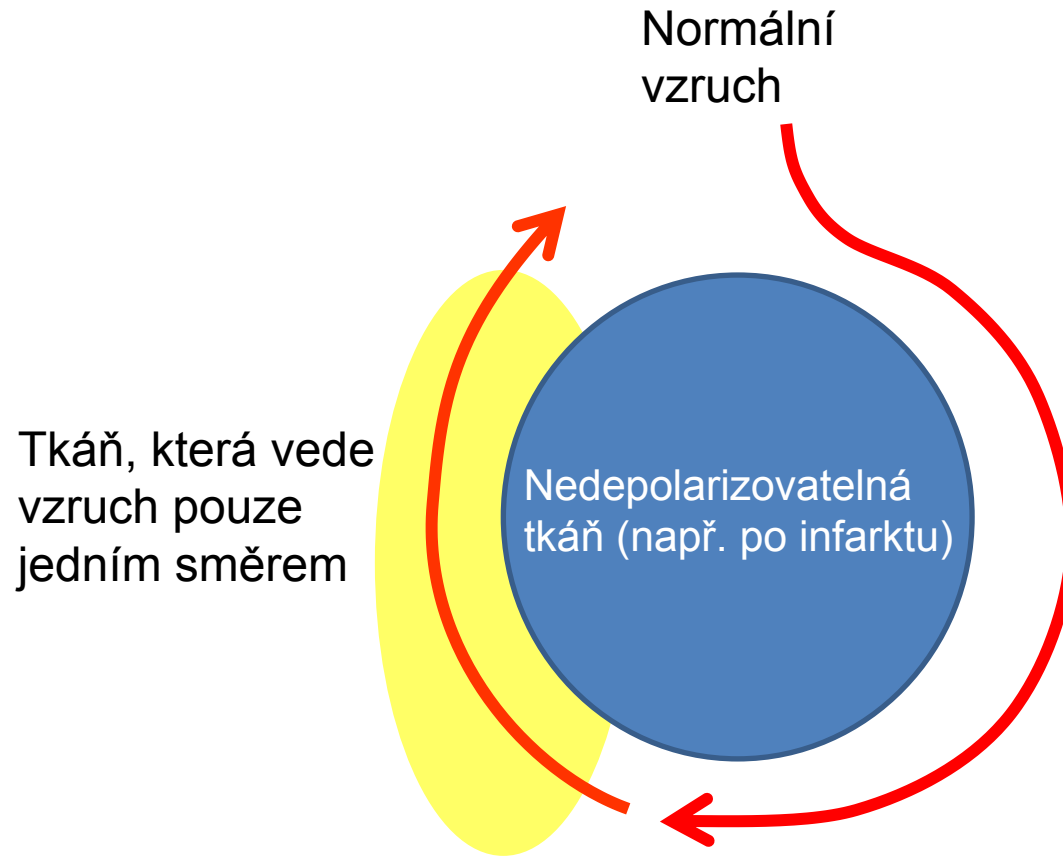 Normální
vzruch
Tkáň, která vede
vzruch pouze
jedním směrem
Nedepolarizovatelná
tkáň (např. po infarktu)